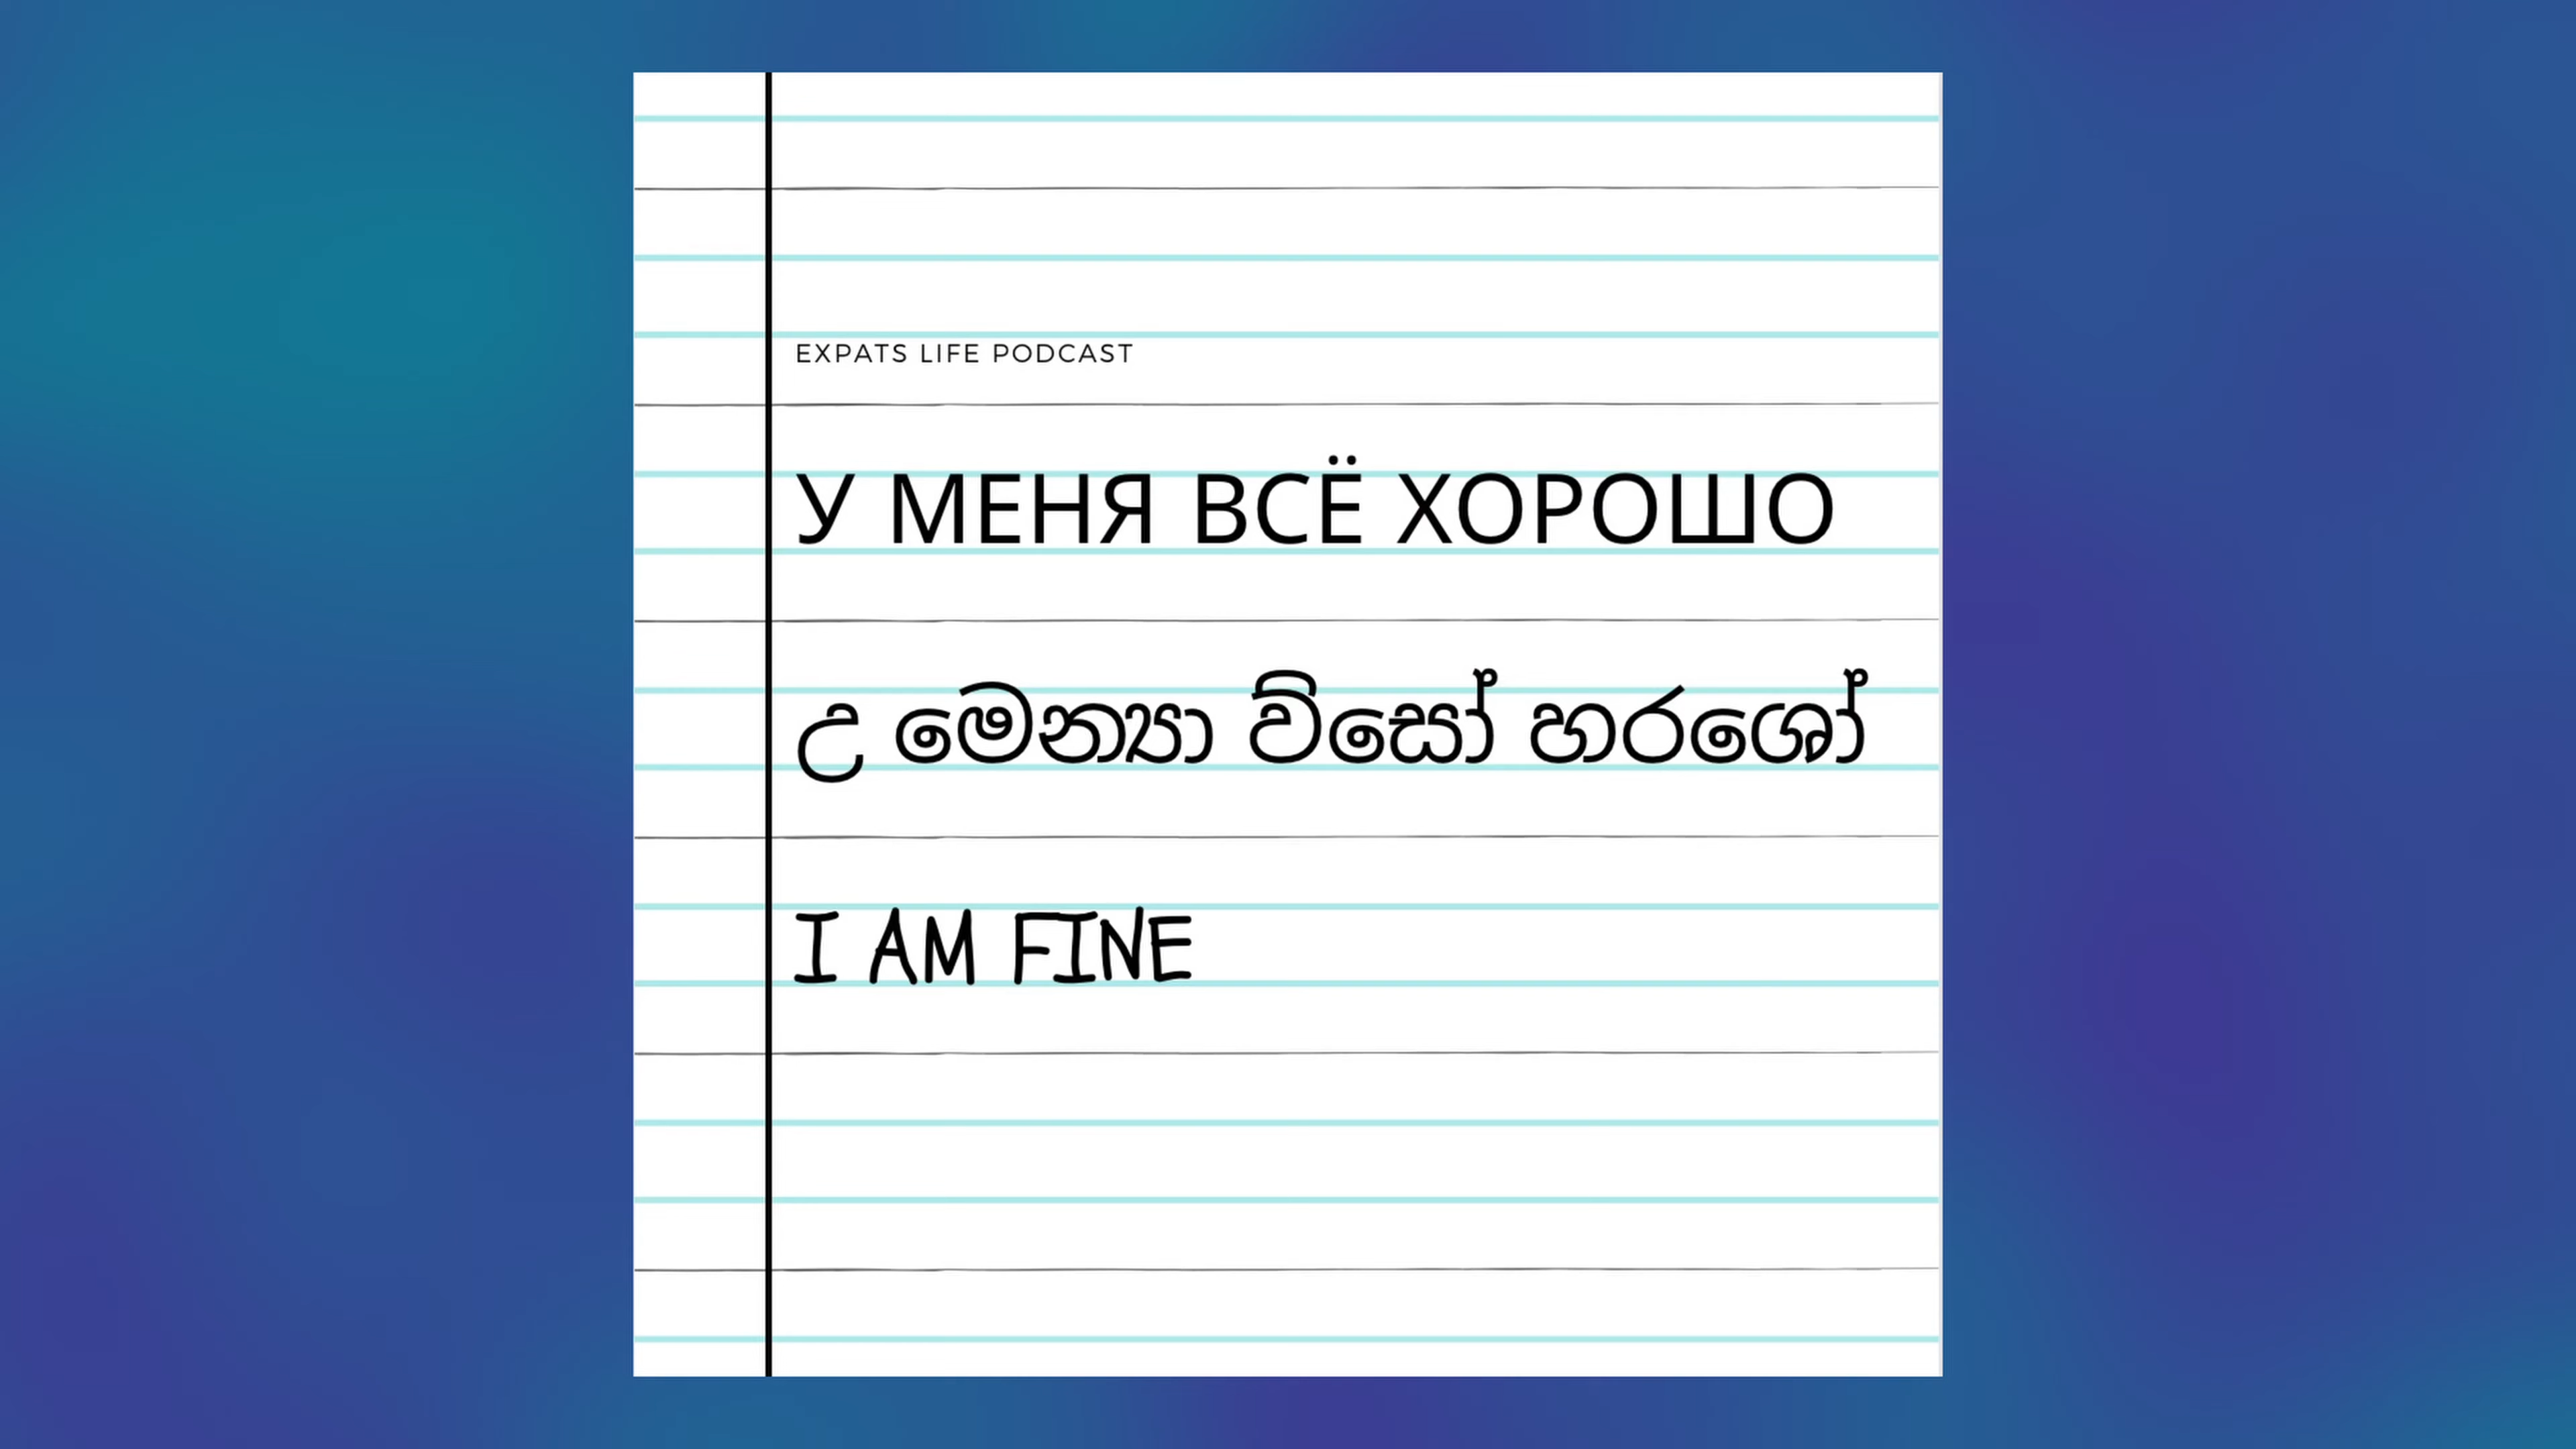 EXPATS LIFE PODCAST
У МЕНЯ ВСЁ ХОРОШО
උ මෙන්‍යා ව්සෝ හරශෝ
I AM FINE